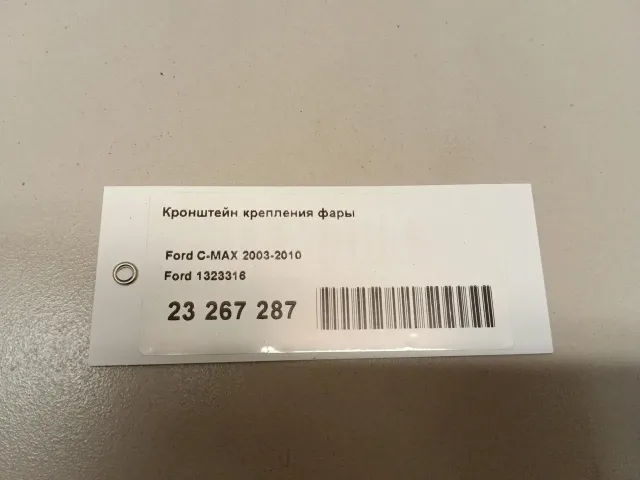 Кронштейн крепления фары
Ford C-MAX 2003-2010
Ford 1323316
23 267 287